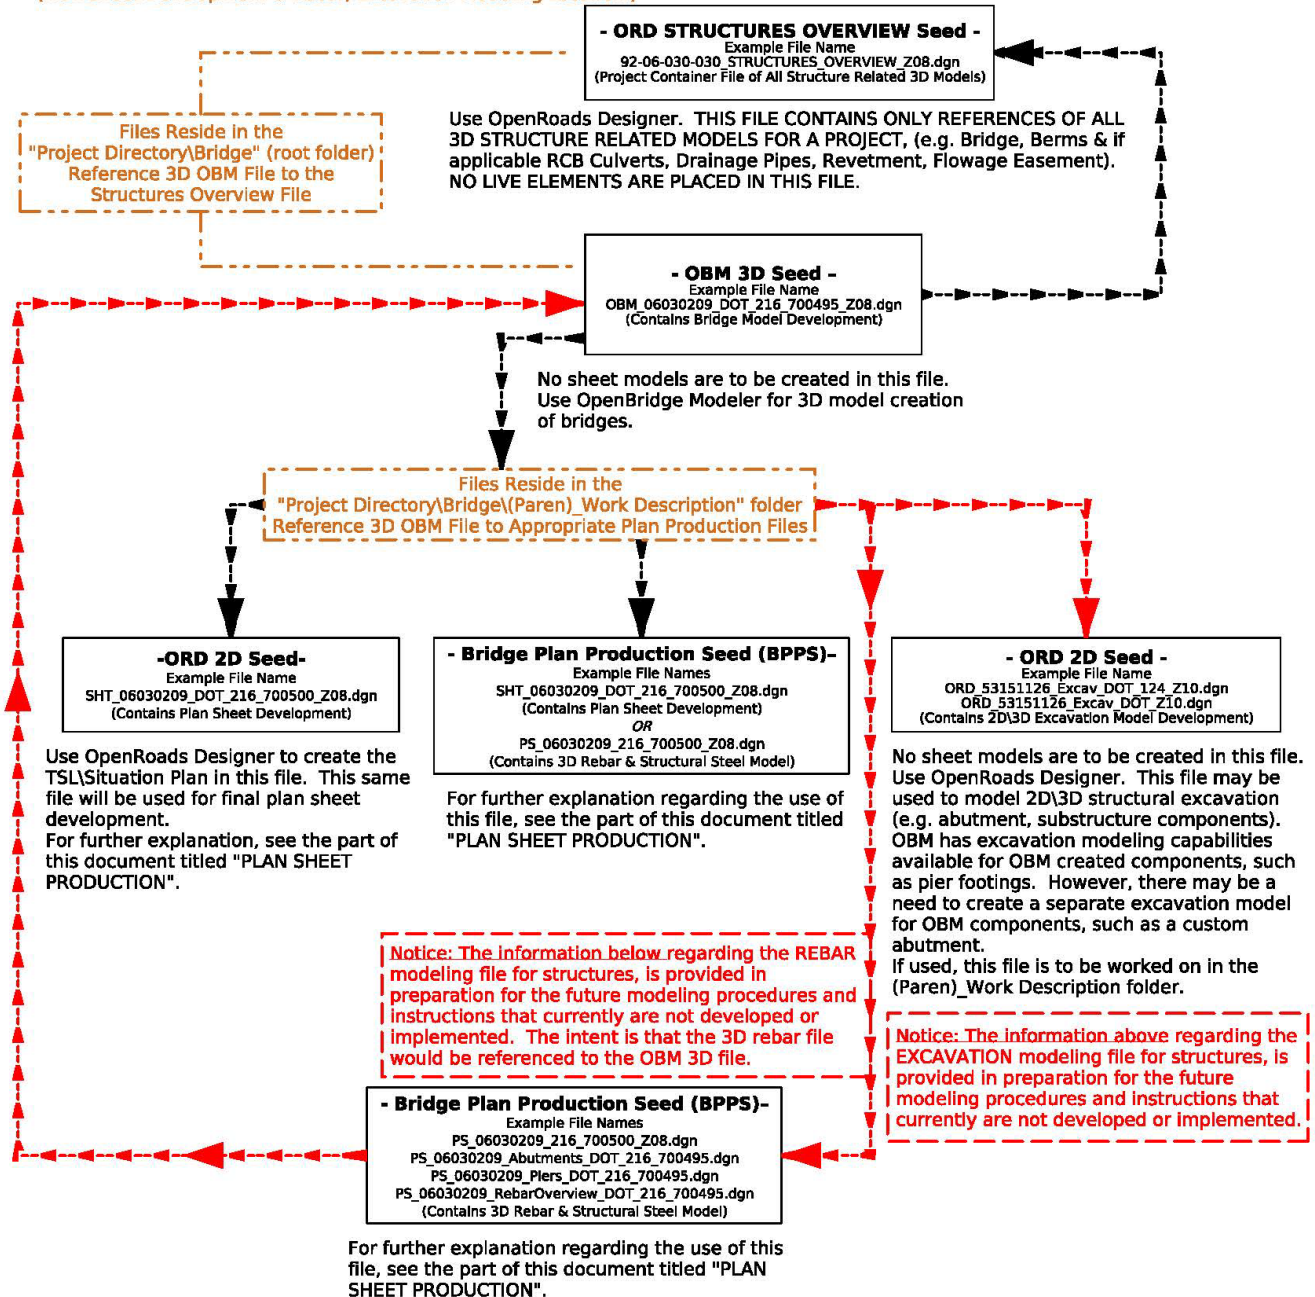 - ORD STRUCTURES OVERVIEW Seed -
Example File Name
92-06-030-030_STRUCTURES_OVERVIEW_Z08.dgn
(Project Container File of All Structure Related 3D Models)
Use OpenRoads Designer. THIS FILE CONTAINS ONLY REFERENCES OF ALL
3D STRUCTURE RELATED MODELS FOR A PROJECT, (e.g. Bridge, Berms & if
applicable RCB Culverts, Drainage Pipes, Revetment, Flowage Easement).
NO LIVE ELEMENTS ARE PLACED IN THIS FILE.
Files Reside in the
"Project Directory\Bridge" (root folder)
Reference 3D OBM File to the
Structures Overview File
- OBM 3D Seed -
Example File Name
OBM_06030209_DOT_216_700495_Z08.dgn
(Contains Bridge Model Development)
No sheet models are to be created in this file.
Use OpenBridge Modeler for 3D model creation
of bridges.
Files Reside in the
"Project Directory\Bridge\(Paren)_Work Description" folder
Reference 3D OBM File to Appropriate Plan Production Files
-ORD 2D Seed-
Example File Name
SHT_06030209_DOT_216_700500_Z08.dgn
(Contains Plan Sheet Development)
Use OpenRoads Designer to create the
TSL\Situation Plan in this file. This same
file will be used for final plan sheet
development.
For further explanation, see the part of
this document titled "PLAN SHEET
PRODUCTION".
- Bridge Plan Production Seed (BPPS)-
Example File Names
SHT_06030209_DOT_216_700500_Z08.dgn
(Contains Plan Sheet Development)
OR
PS_06030209_216_700500_Z08.dgn
(Contains 3D Rebar & Structural Steel Model)
For further explanation regarding the use of
this file, see the part of this document titled
"PLAN SHEET PRODUCTION".
- ORD 2D Seed -
Example File Name
ORD_53151126_Excav_DOT_124_Z10.dgn
ORD_53151126_Excav_DOT_Z10.dgn
(Contains 2D\3D Excavation Model Development)
No sheet models are to be created in this file.
Use OpenRoads Designer. This file may be
used to model 2D\3D structural excavation
(e.g. abutment, substructure components).
OBM has excavation modeling capabilities
available for OBM created components, such
as pier footings. However, there may be a
need to create a separate excavation model
for OBM components, such as a custom
abutment.
If used, this file is to be worked on in the
(Paren)_Work Description folder.
Notice: The information below regarding the REBAR
modeling file for structures, is provided in
preparation for the future modeling procedures and
instructions that currently are not developed or
implemented. The intent is that the 3D rebar file
would be referenced to the OBM 3D file.
Notice: The information above regarding the
EXCAVATION modeling file for structures, is
provided in preparation for the future
modeling procedures and instructions that
currently are not developed or implemented.
- Bridge Plan Production Seed (BPPS)-
Example File Names
PS_06030209_216_700500_Z08.dgn
PS_06030209_Abutments_DOT_216_700495.dgn
PS_06030209_Piers_DOT_216_700495.dgn
PS_06030209_RebarOverview_DOT_216_700495.dgn
(Contains 3D Rebar & Structural Steel Model)
For further explanation regarding the use of this
file, see the part of this document titled "PLAN
SHEET PRODUCTION".